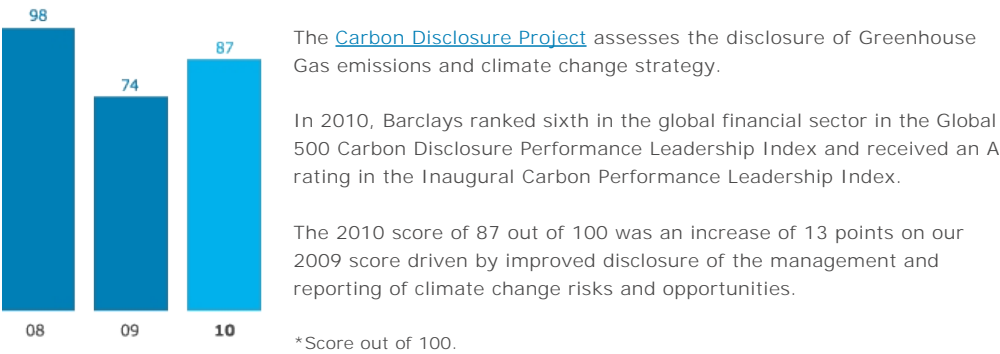 98
74
87
08
09
10
The Carbon Disclosure Project assesses the disclosure of Greenhouse
Gas emissions and climate change strategy.
In 2010, Barclays ranked sixth in the global financial sector in the Global
500 Carbon Disclosure Performance Leadership Index and received an A
rating in the Inaugural Carbon Performance Leadership Index.
The 2010 score of 87 out of 100 was an increase of 13 points on our
2009 score driven by improved disclosure of the management and
reporting of climate change risks and opportunities.
*Score out of 100.